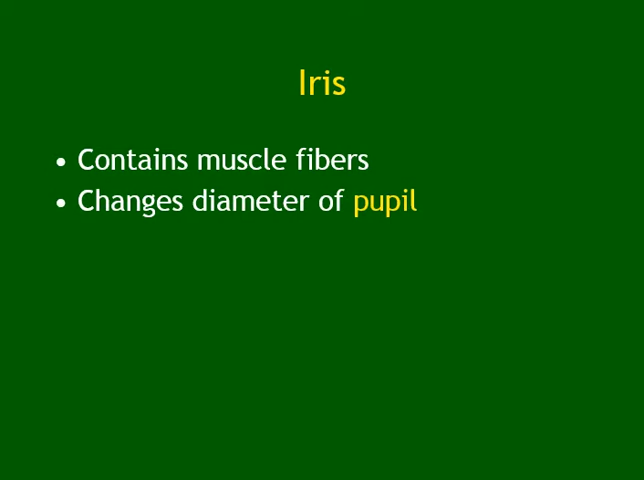 Iris
• Contains muscle fibers
• Changes diameter of pupil